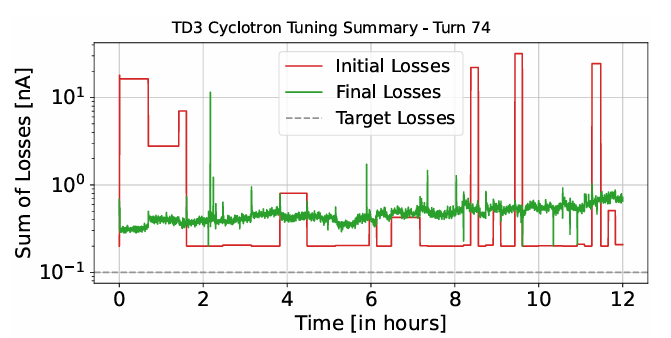 TD3 Cyclotron Tuning Summary - Turn 74
Sum of Losses [nA]
10¹
10⁰
10⁻¹
Initial Losses
Final Losses
Target Losses
0 2 4 6 8 10 12
Time [in hours]